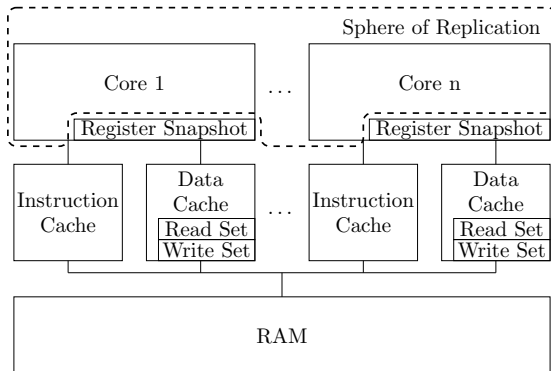 Sphere of Replication
Core 1
...
Core n
Register Snapshot
Register Snapshot
Instruction
Cache
Data
Cache
Read Set
Write Set
...
Instruction
Cache
Data
Cache
Read Set
Write Set
RAM